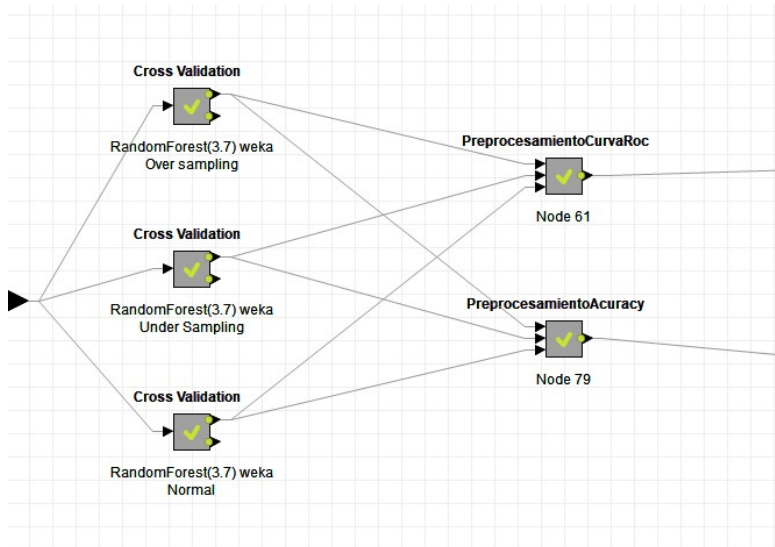 Cross Validation
RandomForest(3.7) weka
Over sampling
PreprocesamientoCurvaRoc
Node 61
Cross Validation
RandomForest(3.7) weka
Under Sampling
PreprocesamientoAcuracy
Node 79
Cross Validation
RandomForest(3.7) weka
Normal